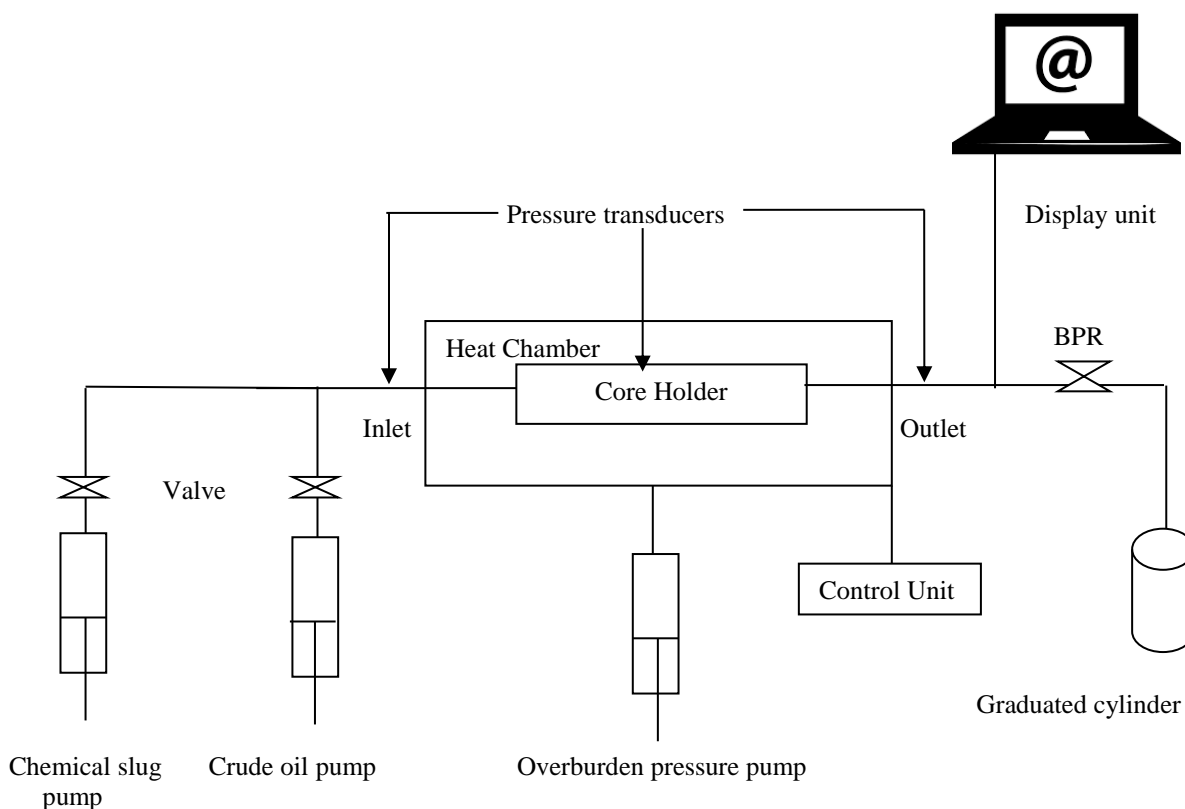 @
Pressure transducers
Display unit
BPR
Heat Chamber
Core Holder
Inlet
Outlet
Valve
Control Unit
Graduated cylinder
Chemical slug
pump
Crude oil pump
Overburden pressure pump